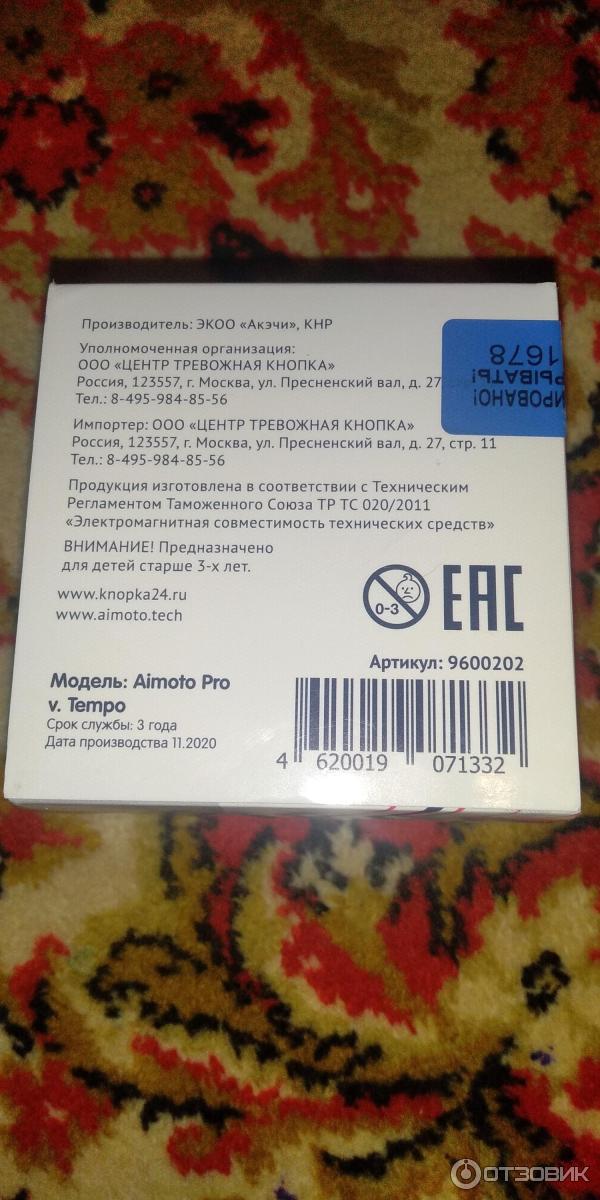 Производитель: ЭКОО «Акэчи», КНР
Уполномоченная организация:
ООО «ЦЕНТР ТРЕВОЖНАЯ КНОПКА»
Россия, 123557, г. Москва, ул. Пресненский вал, д. 27
Тел.: 8-495-984-85-56
Импортер: ООО «ЦЕНТР ТРЕВОЖНАЯ КНОПКА»
Россия, 123557, г. Москва, ул. Пресненский вал, д. 27, стр. 11
Тел.: 8-495-984-85-56
Продукция изготовлена в соответствии с Техническим
Регламентом Таможенного Союза ТР ТС 020/2011
«Электромагнитная совместимость технических средств»
ВНИМАНИЕ! Предназначено
для детей старше 3-х лет.
www.knopka24.ru
www.aimoto.tech
0-3
EAC
Артикул: 9600202
Модель: Aimoto Pro
v. Tempo
Срок службы: 3 года
Дата производства 11.2020
4 620019 071332
ИРОВАНО!
РЫВАТЬ!
1678
ОТЗОВИК